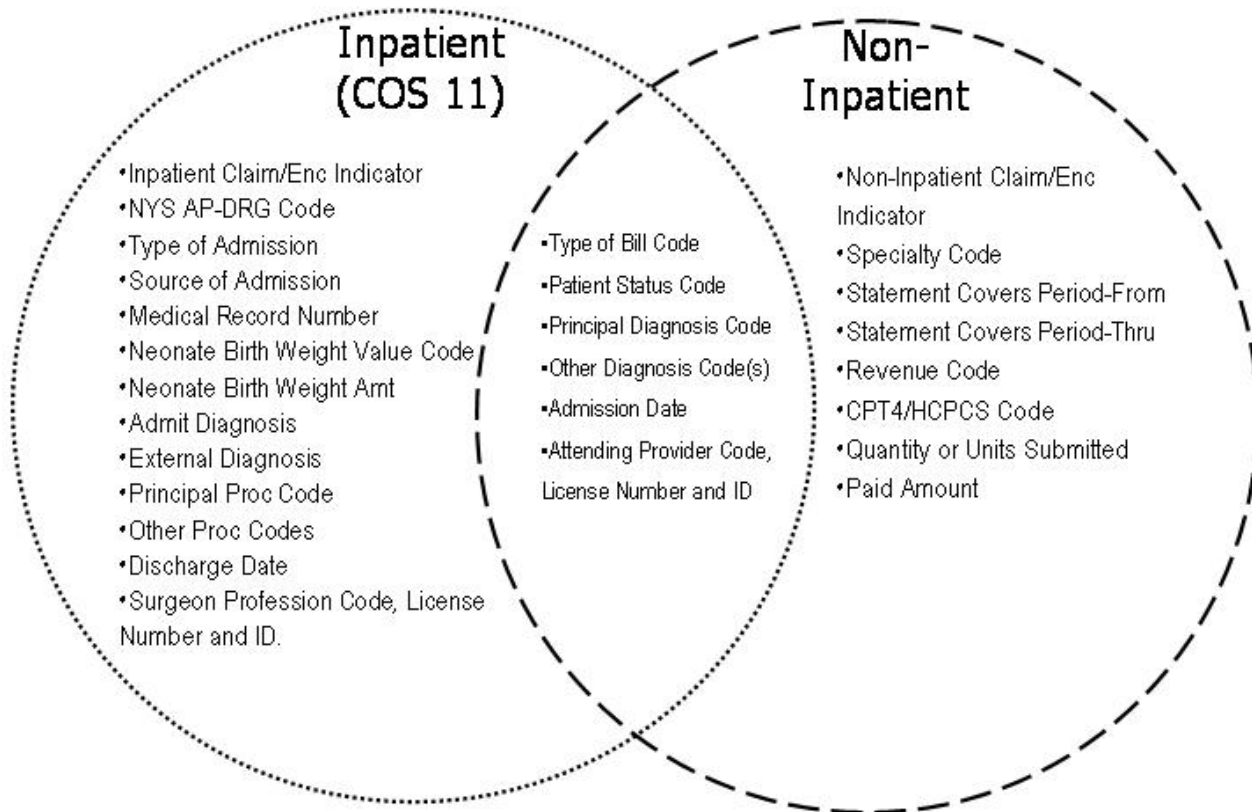 Inpatient
(COS 11)
•Inpatient Claim/Enc Indicator
•NYS AP-DRG Code
•Type of Admission
•Source of Admission
•Medical Record Number
•Neonate Birth Weight Value Code
•Neonate Birth Weight Amt
•Admit Diagnosis
•External Diagnosis
•Principal Proc Code
•Other Proc Codes
•Discharge Date
•Surgeon Profession Code, License
Number and ID.
▪Type of Bill Code
▪Patient Status Code
▪Principal Diagnosis Code
▪Other Diagnosis Code(s)
▪Admission Date
▪Attending Provider Code,
License Number and ID
Non-
Inpatient
•Non-Inpatient Claim/Enc
Indicator
•Specialty Code
•Statement Covers Period-From
•Statement Covers Period-Thru
•Revenue Code
•CPT4/HCPCS Code
•Quantity or Units Submitted
•Paid Amount